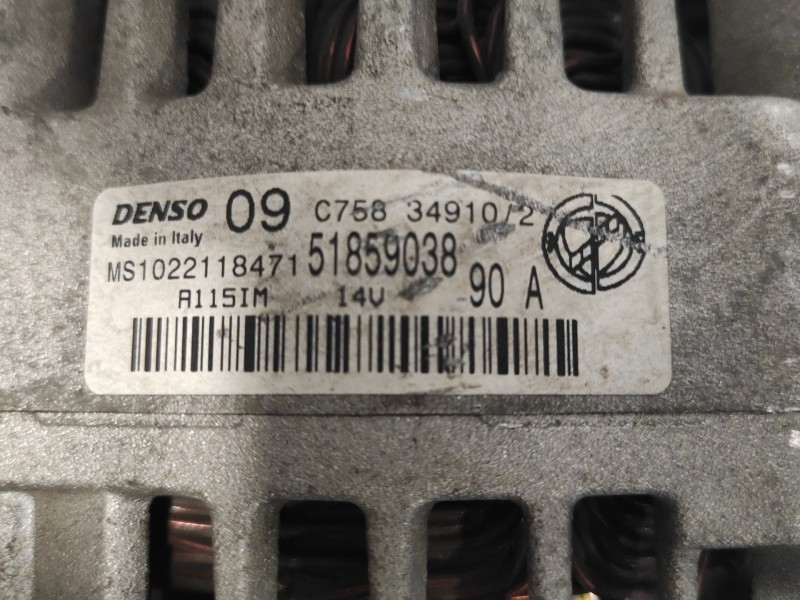 DENSO 09 C758 34910/2
Made in Italy
MS1022118471 51859038 90 A
A115IM 14V